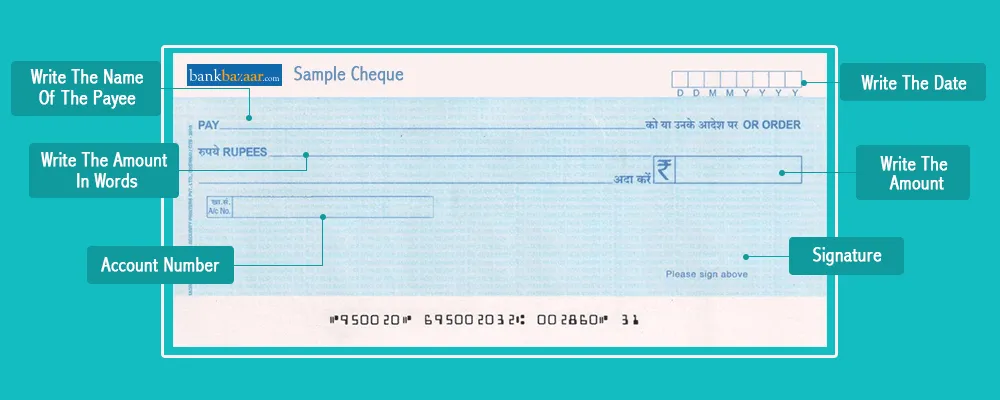 bankbazaar.com Sample Cheque
Write The Name
Of The Payee
Write The Date
D D M M Y Y Y Y
PAY को या उनके आदेश पर OR ORDER
Write The Amount
In Words
रुपये RUPEES
Write The
Amount
अदा करें ₹
खा. सं.
A/c No.
Account Number
Signature
Please sign above
⑈950020⑈ 695002032⑆ 002860⑈ 31